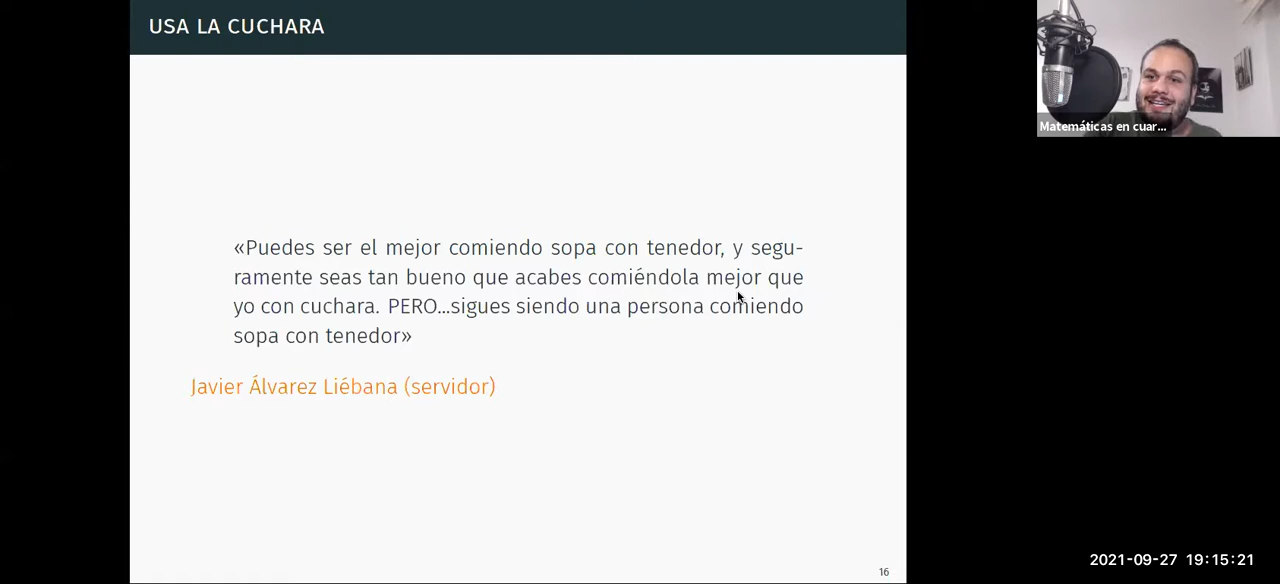 USA LA CUCHARA
«Puedes ser el mejor comiendo sopa con tenedor, y segu-
ramente seas tan bueno que acabes comiéndola mejor que
yo con cuchara. PERO...sigues siendo una persona comiendo
sopa con tenedor»
Javier Álvarez Liébana (servidor)
16
Matemáticas en cuar...
2021-09-27 19:15:21